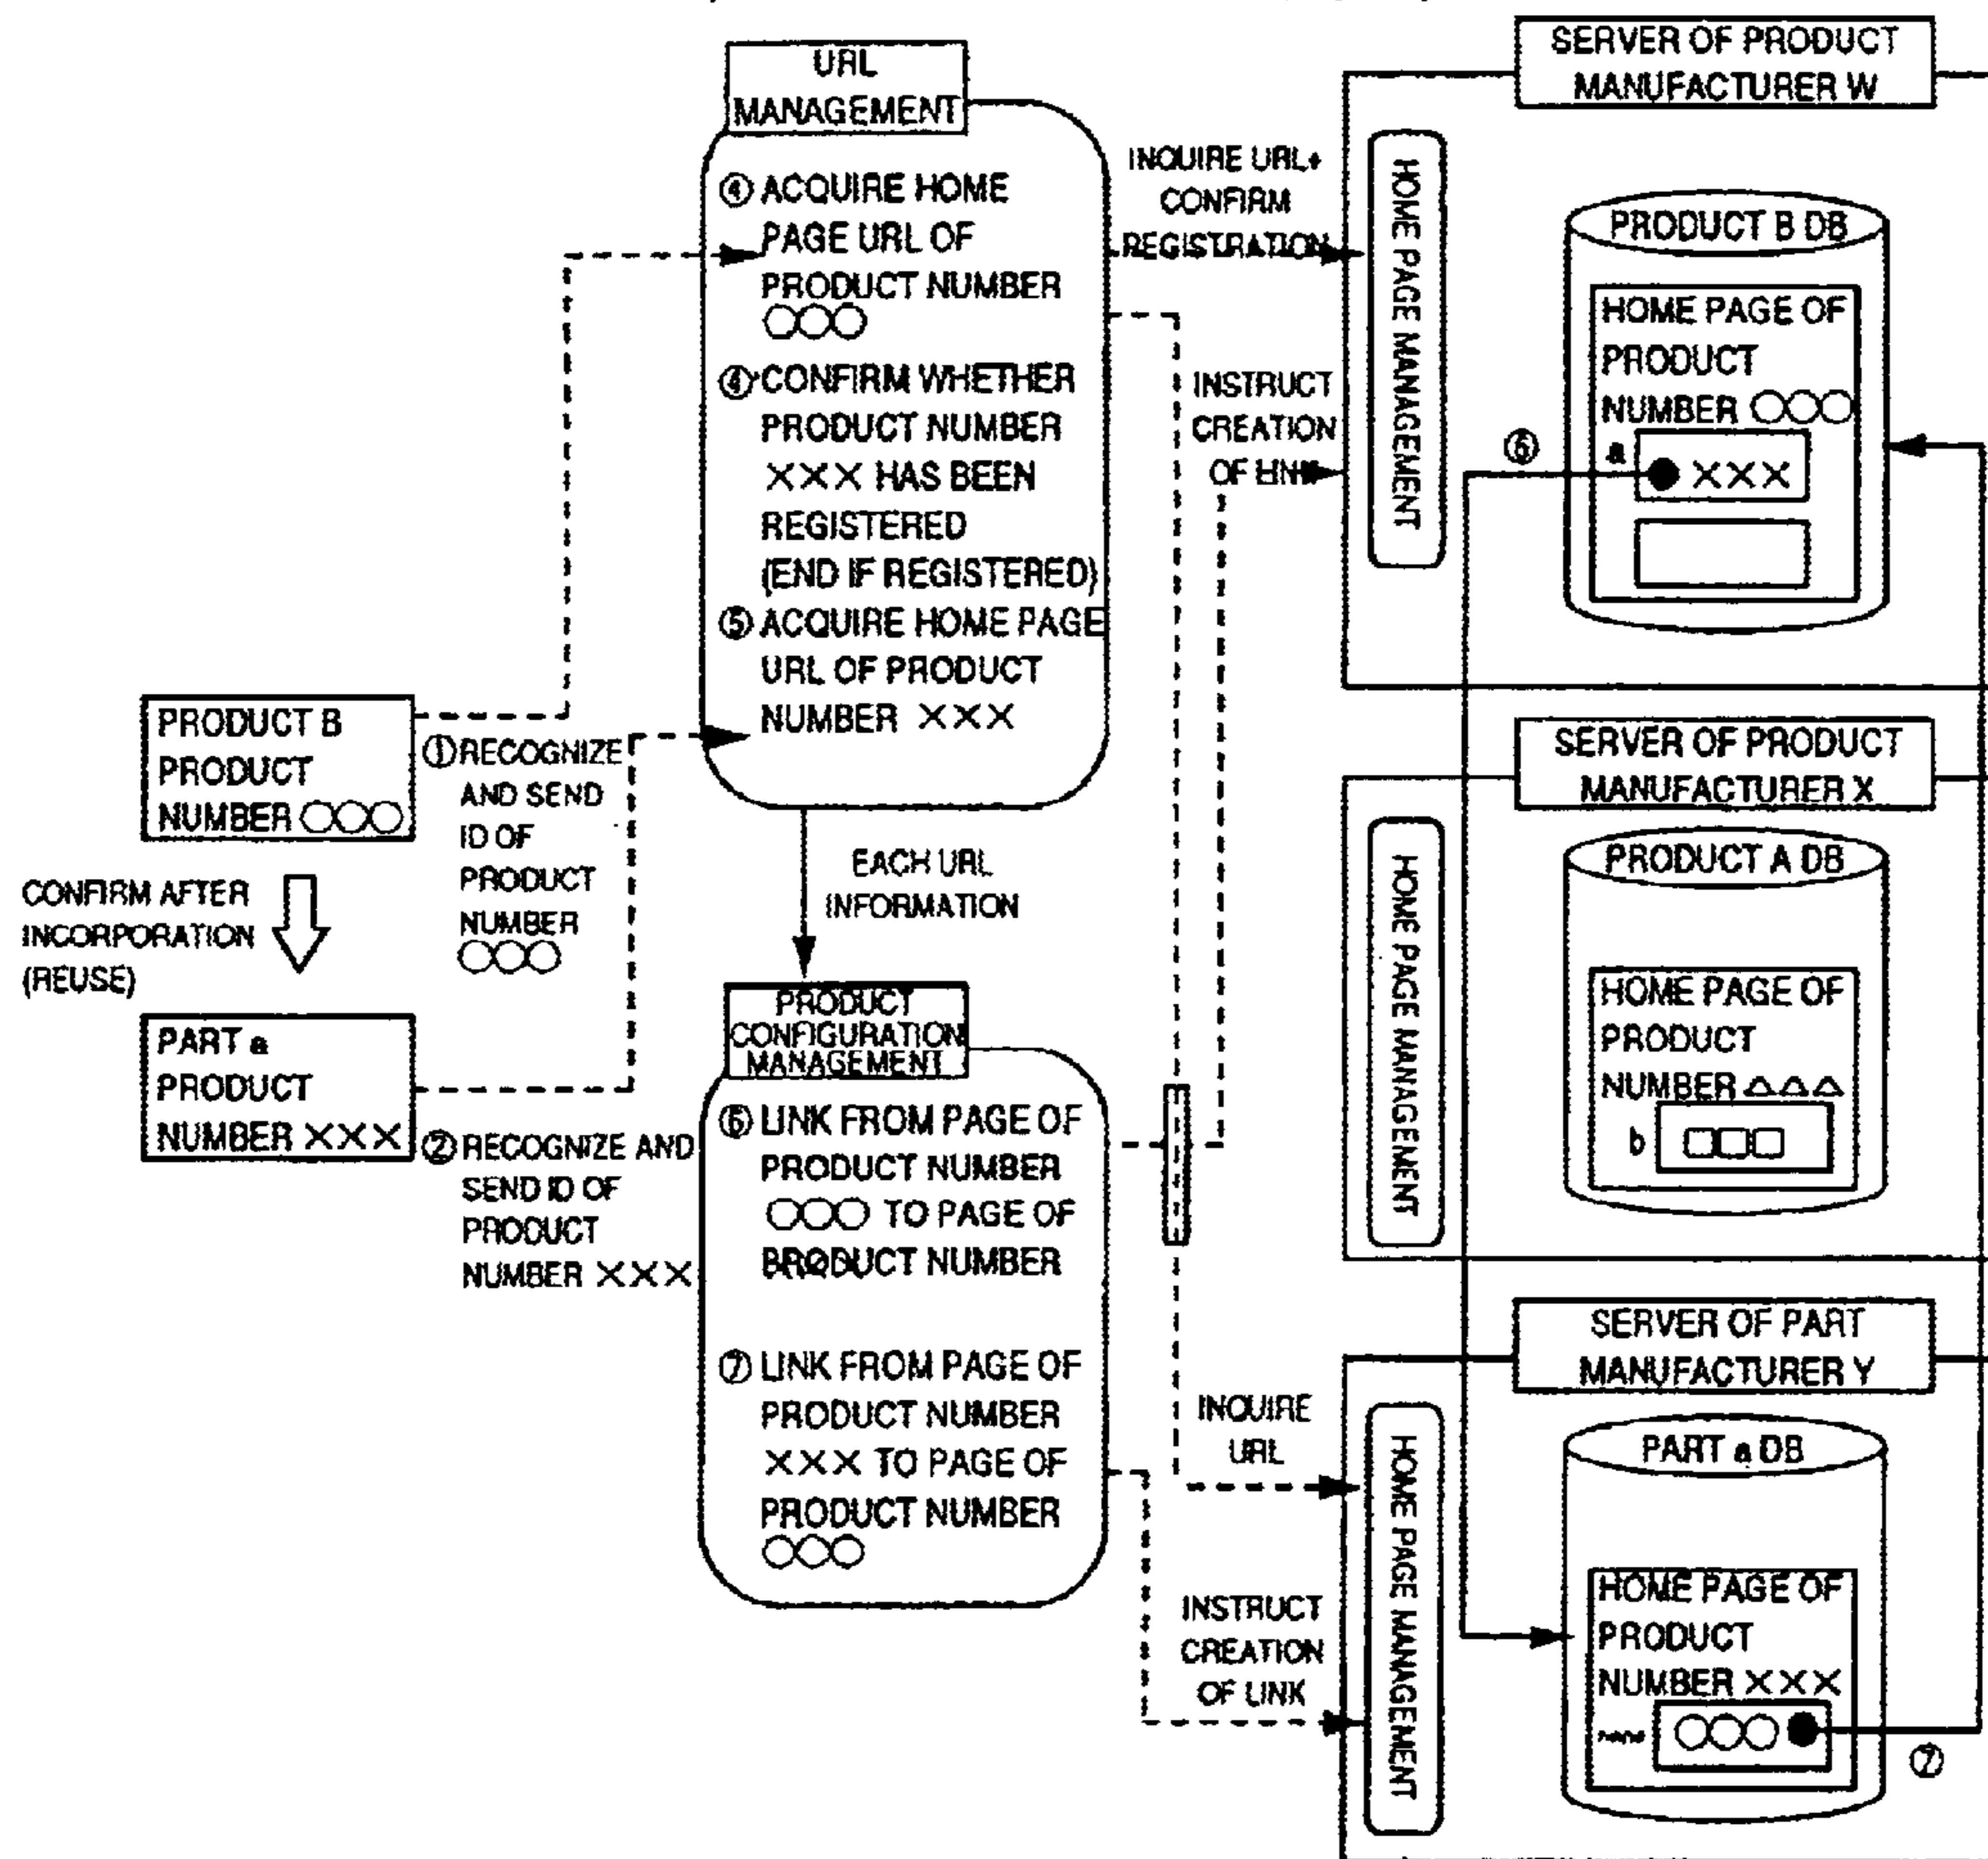 URL
MANAGEMENT
④ ACQUIRE HOME
PAGE URL OF
PRODUCT NUMBER
○○○
④' CONFIRM WHETHER
PRODUCT NUMBER
××× HAS BEEN
REGISTERED
(END IF REGISTERED)
⑤ ACQUIRE HOME PAGE
URL OF PRODUCT
NUMBER ×××
PRODUCT B
PRODUCT
NUMBER ○○○
① RECOGNIZE
AND SEND
ID OF
PRODUCT
NUMBER
○○○
CONFIRM AFTER
INCORPORATION
(REUSE)
PART a
PRODUCT
NUMBER ×××
② RECOGNIZE AND
SEND ID OF
PRODUCT
NUMBER ×××
EACH URL
INFORMATION
PRODUCT
CONFIGURATION
MANAGEMENT
⑥ LINK FROM PAGE OF
PRODUCT NUMBER
○○○ TO PAGE OF
PRODUCT NUMBER
⑦ LINK FROM PAGE OF
PRODUCT NUMBER
××× TO PAGE OF
PRODUCT NUMBER
○○○
INQUIRE URL+
CONFIRM
REGISTRATION
INSTRUCT
CREATION
OF LINK
INQUIRE
URL
INSTRUCT
CREATION
OF LINK
SERVER OF PRODUCT
MANUFACTURER W
HOME PAGE MANAGEMENT
PRODUCT B DB
HOME PAGE OF
PRODUCT
NUMBER ○○○
⑥
a
● ×××
SERVER OF PRODUCT
MANUFACTURER X
HOME PAGE MANAGEMENT
PRODUCT A DB
HOME PAGE OF
PRODUCT
NUMBER △△△
b □□□
SERVER OF PART
MANUFACTURER Y
HOME PAGE MANAGEMENT
PART a DB
HOME PAGE OF
PRODUCT
NUMBER ×××
○○○ ●
⑦